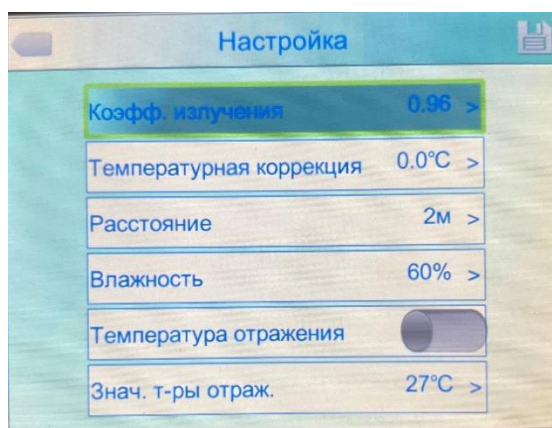 Настройка
Коэфф. излучения 0.96 >
Температурная коррекция 0.0°C >
Расстояние 2м >
Влажность 60% >
Температура отражения
Знач. т-ры отраж. 27°C >